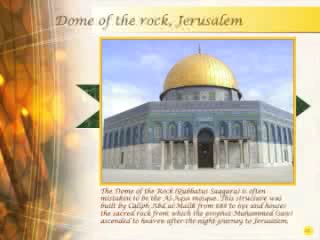 Dome of the rock, Jerusalem
The Dome of the Rock (Qubbatus Saqqara) is often
mistaken to be the Al-Aqsa mosque. This structure was
built by Caliph Abd al Malik from 688 to 691 and houses
the sacred rock from which the prophet Muhammed (saw)
ascended to heaven after the night journey to Jerusalem.